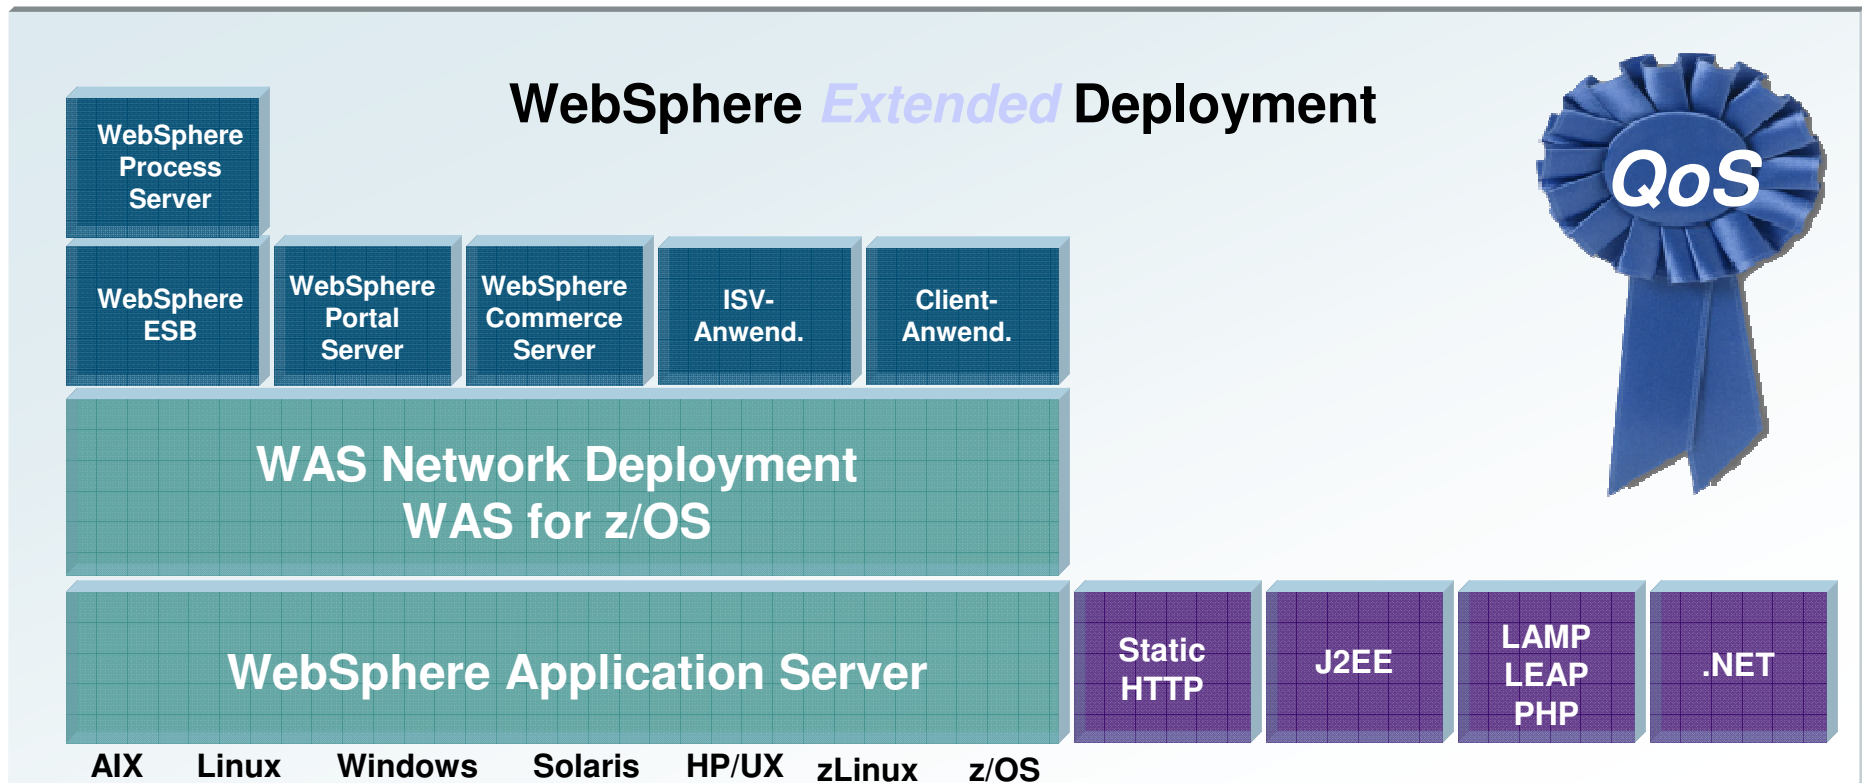 WebSphere Extended Deployment
QoS
WebSphere
Process
Server
WebSphere
ESB
WebSphere
Portal
Server
WebSphere
Commerce
Server
ISV-
Anwend.
Client-
Anwend.
WAS Network Deployment
WAS for z/OS
WebSphere Application Server
Static
HTTP
J2EE
LAMP
LEAP
PHP
.NET
AIX Linux Windows Solaris HP/UX zLinux z/OS